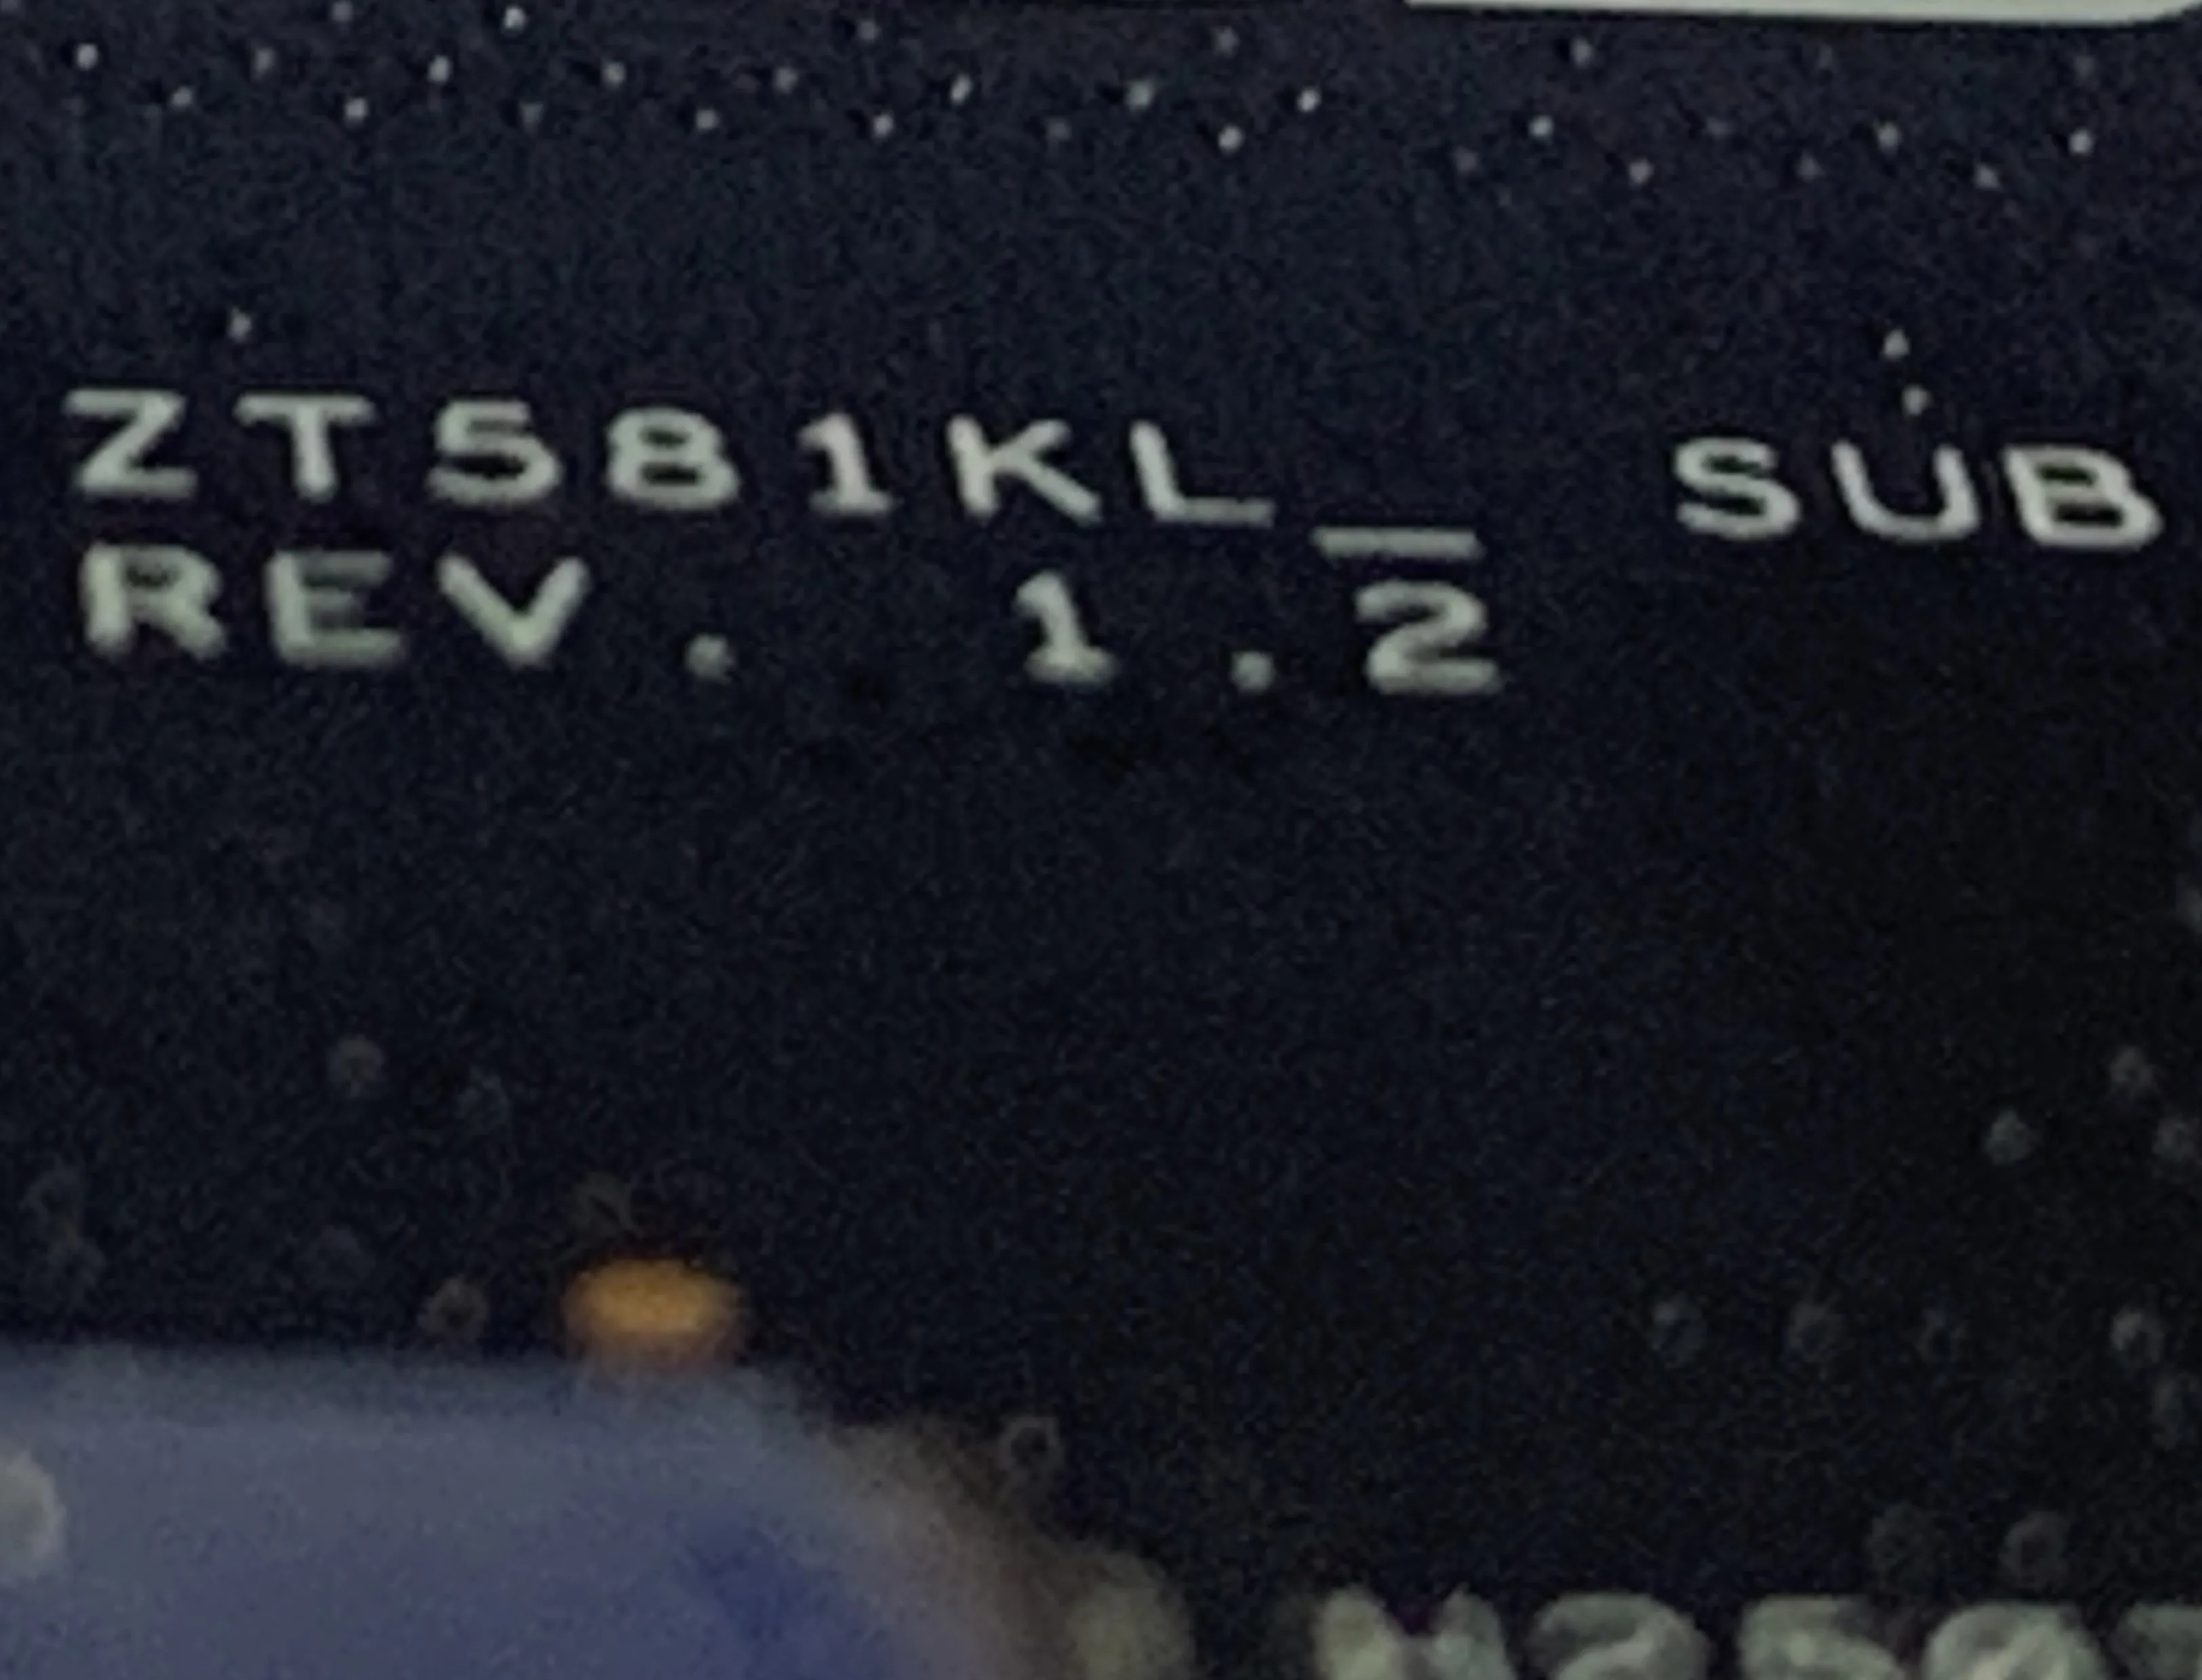 ZT581KL_ SUB
REV. 1.2